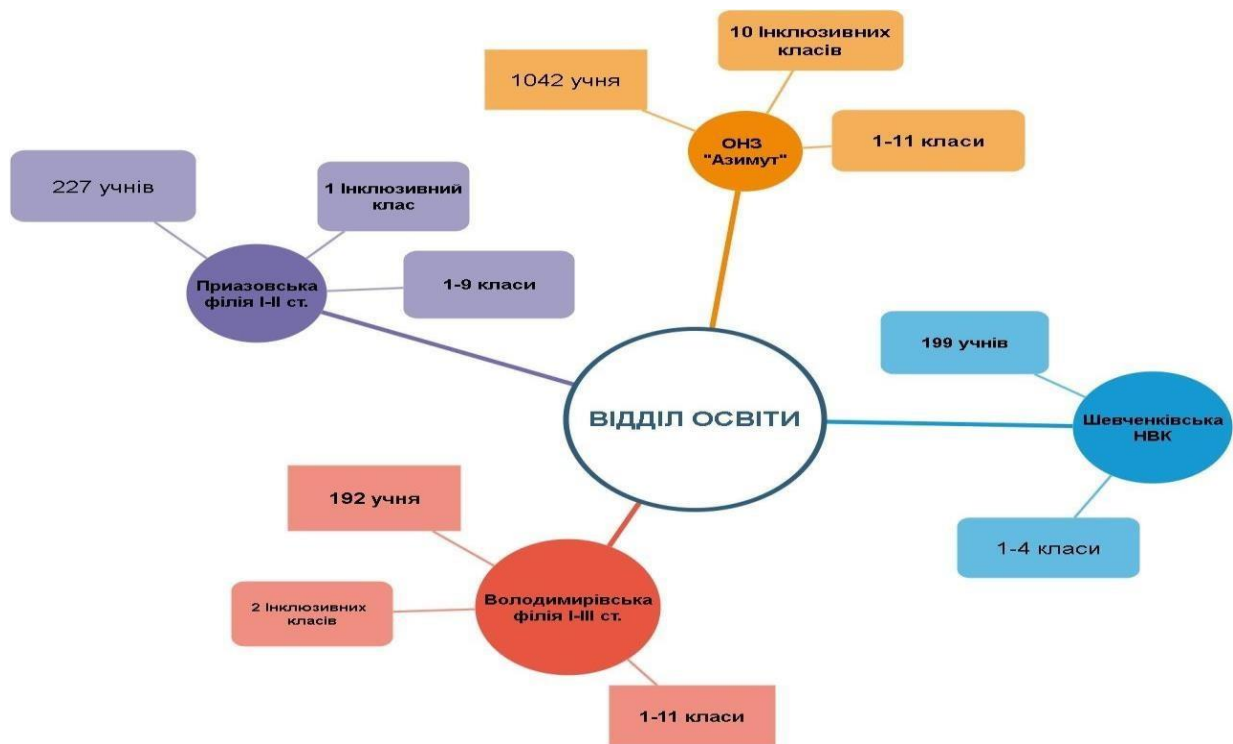 10 Інклюзивних
класів
1042 учня
ОНЗ
"Азимут"
1-11 класи
227 учнів
1 Інклюзивний
клас
Приазовська
філія І-ІІ ст.
1-9 класи
199 учнів
Шевченківська
НВК
1-4 класи
ВІДДІЛ ОСВІТИ
192 учня
2 Інклюзивних
класів
Володимирівська
філія І-ІІІ ст.
1-11 класи